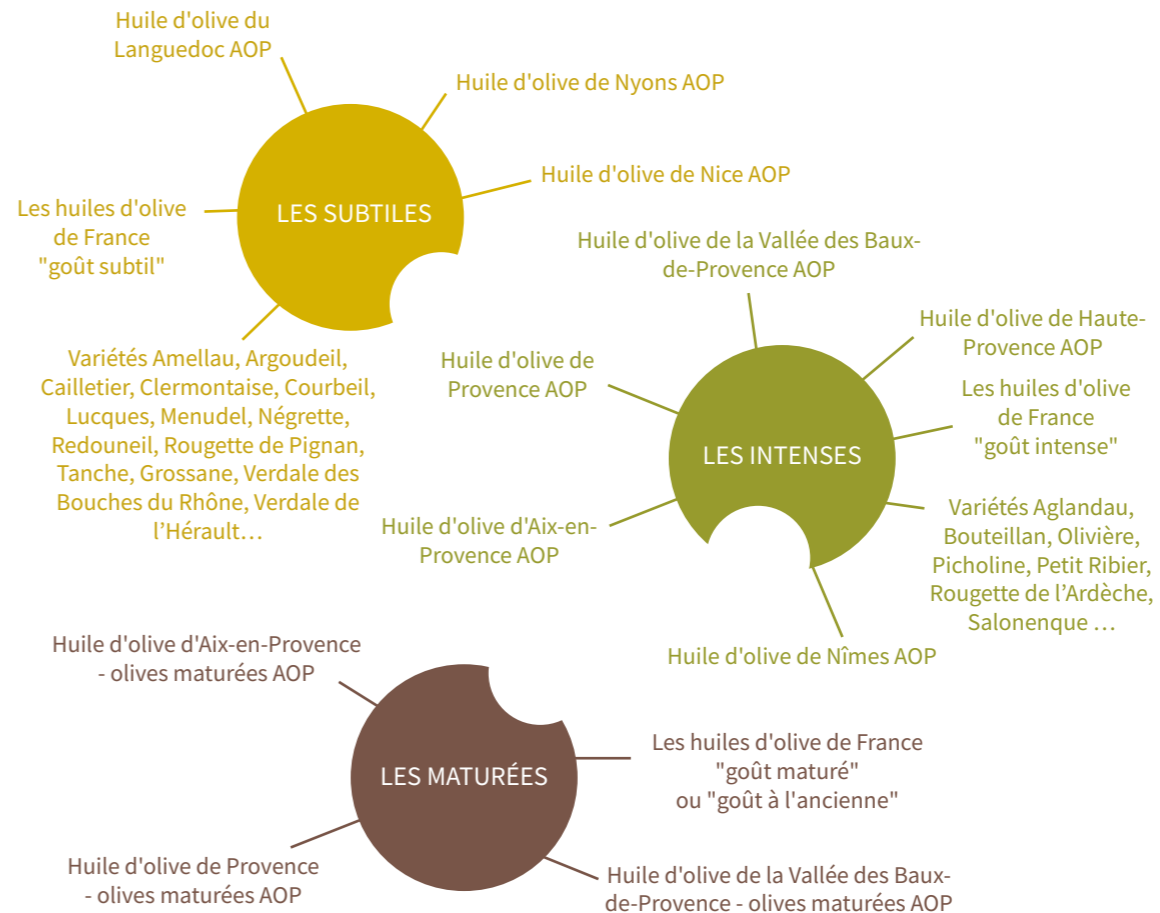 Huile d'olive du
Languedoc AOP
Huile d'olive de Nyons AOP
Huile d'olive de Nice AOP
LES SUBTILES
Les huiles d'olive
de France
"goût subtil"
Variétés Amellau, Argoudeil,
Cailletier, Clermontaise, Courbeil,
Lucques, Menudel, Négrette,
Redouneil, Rougette de Pignan,
Tanche, Grossane, Verdale des
Bouches du Rhône, Verdale de
l’Hérault…
Huile d'olive de la Vallée des Baux-
de-Provence AOP
Huile d'olive de Haute-
Provence AOP
Huile d'olive de
Provence AOP
Les huiles d'olive
de France
"goût intense"
LES INTENSES
Huile d'olive d'Aix-en-
Provence AOP
Variétés Aglandau,
Bouteillan, Olivière,
Picholine, Petit Ribier,
Rougette de l’Ardèche,
Salonenque …
Huile d'olive de Nîmes AOP
Huile d'olive d'Aix-en-Provence
- olives maturées AOP
LES MATURÉES
Les huiles d'olive de France
"goût maturé"
ou "goût à l'ancienne"
Huile d'olive de Provence
- olives maturées AOP
Huile d'olive de la Vallée des Baux-
de-Provence - olives maturées AOP